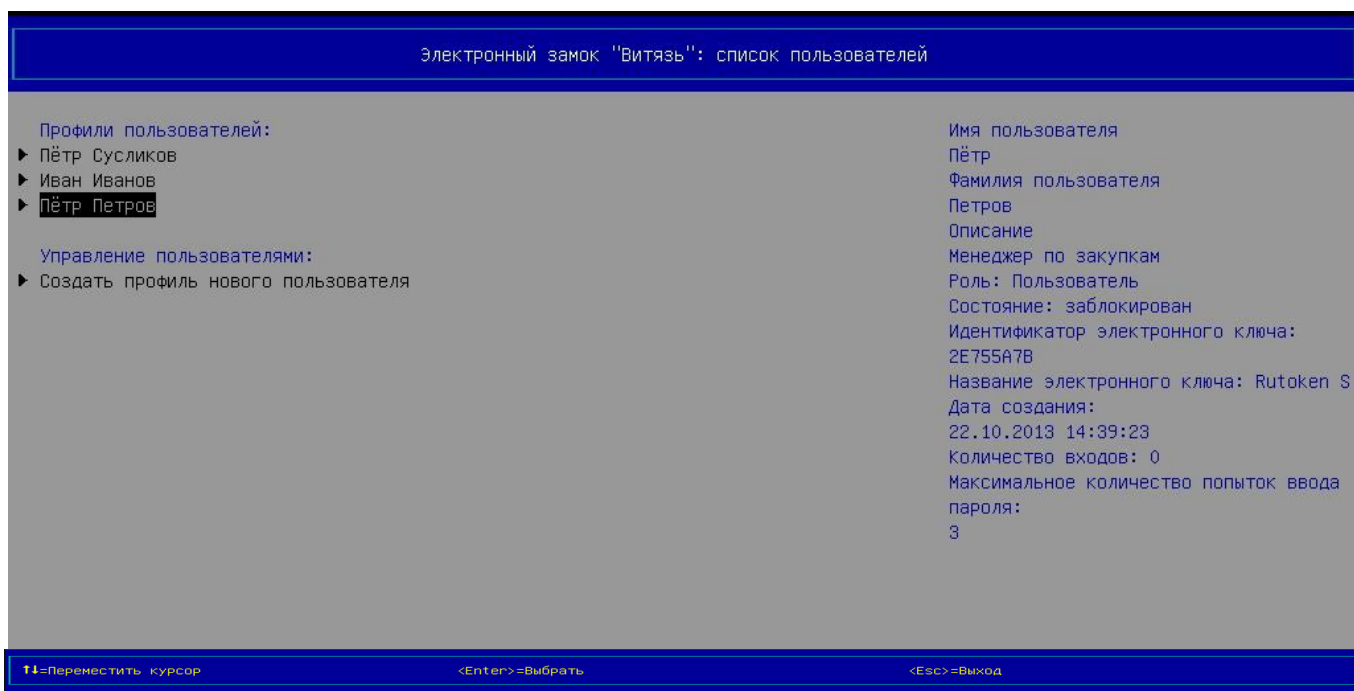 Электронный замок "Витязь": список пользователей
Профили пользователей:
Пётр Сусликов
Иван Иванов
Пётр Петров
Управление пользователями:
Создать профиль нового пользователя
Имя пользователя
Пётр
Фамилия пользователя
Петров
Описание
Менеджер по закупкам
Роль: Пользователь
Состояние: заблокирован
Идентификатор электронного ключа:
2E755A7B
Название электронного ключа: Rutoken S
Дата создания:
22.10.2013 14:39:23
Количество входов: 0
Максимальное количество попыток ввода
пароля:
3
↑↓=Переместить курсор <Enter>=Выбрать <Esc>=Выход